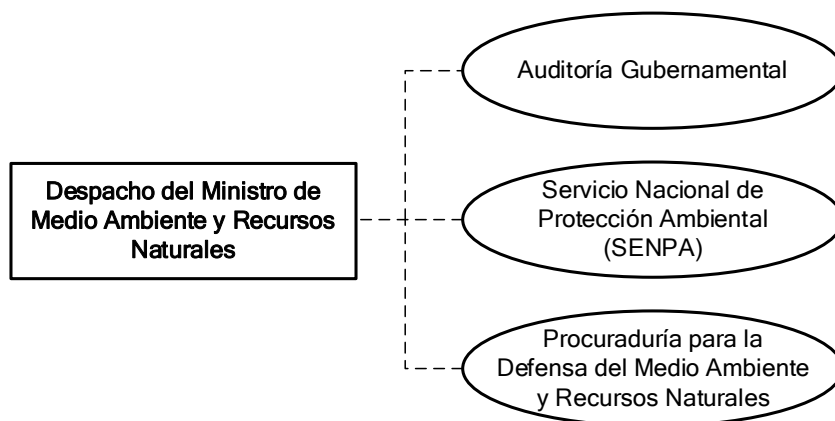 Auditoría Gubernamental
Despacho del Ministro de
Medio Ambiente y Recursos
Naturales
Servicio Nacional de
Protección Ambiental
(SENPA)
Procuraduría para la
Defensa del Medio Ambiente
y Recursos Naturales